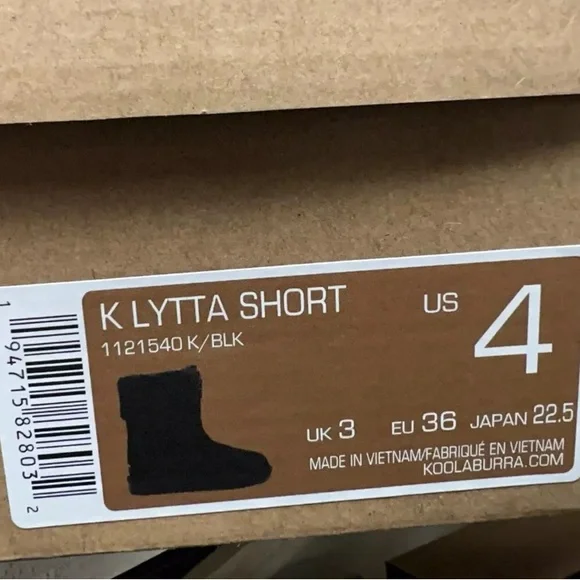 K LYTTA SHORT
1121540 K/BLK
US 4
UK 3 EU 36 JAPAN 22.5
MADE IN VIETNAM/FABRIQUÉ EN VIETNAM
KOOLABURRA.COM
1 94715 82803 2